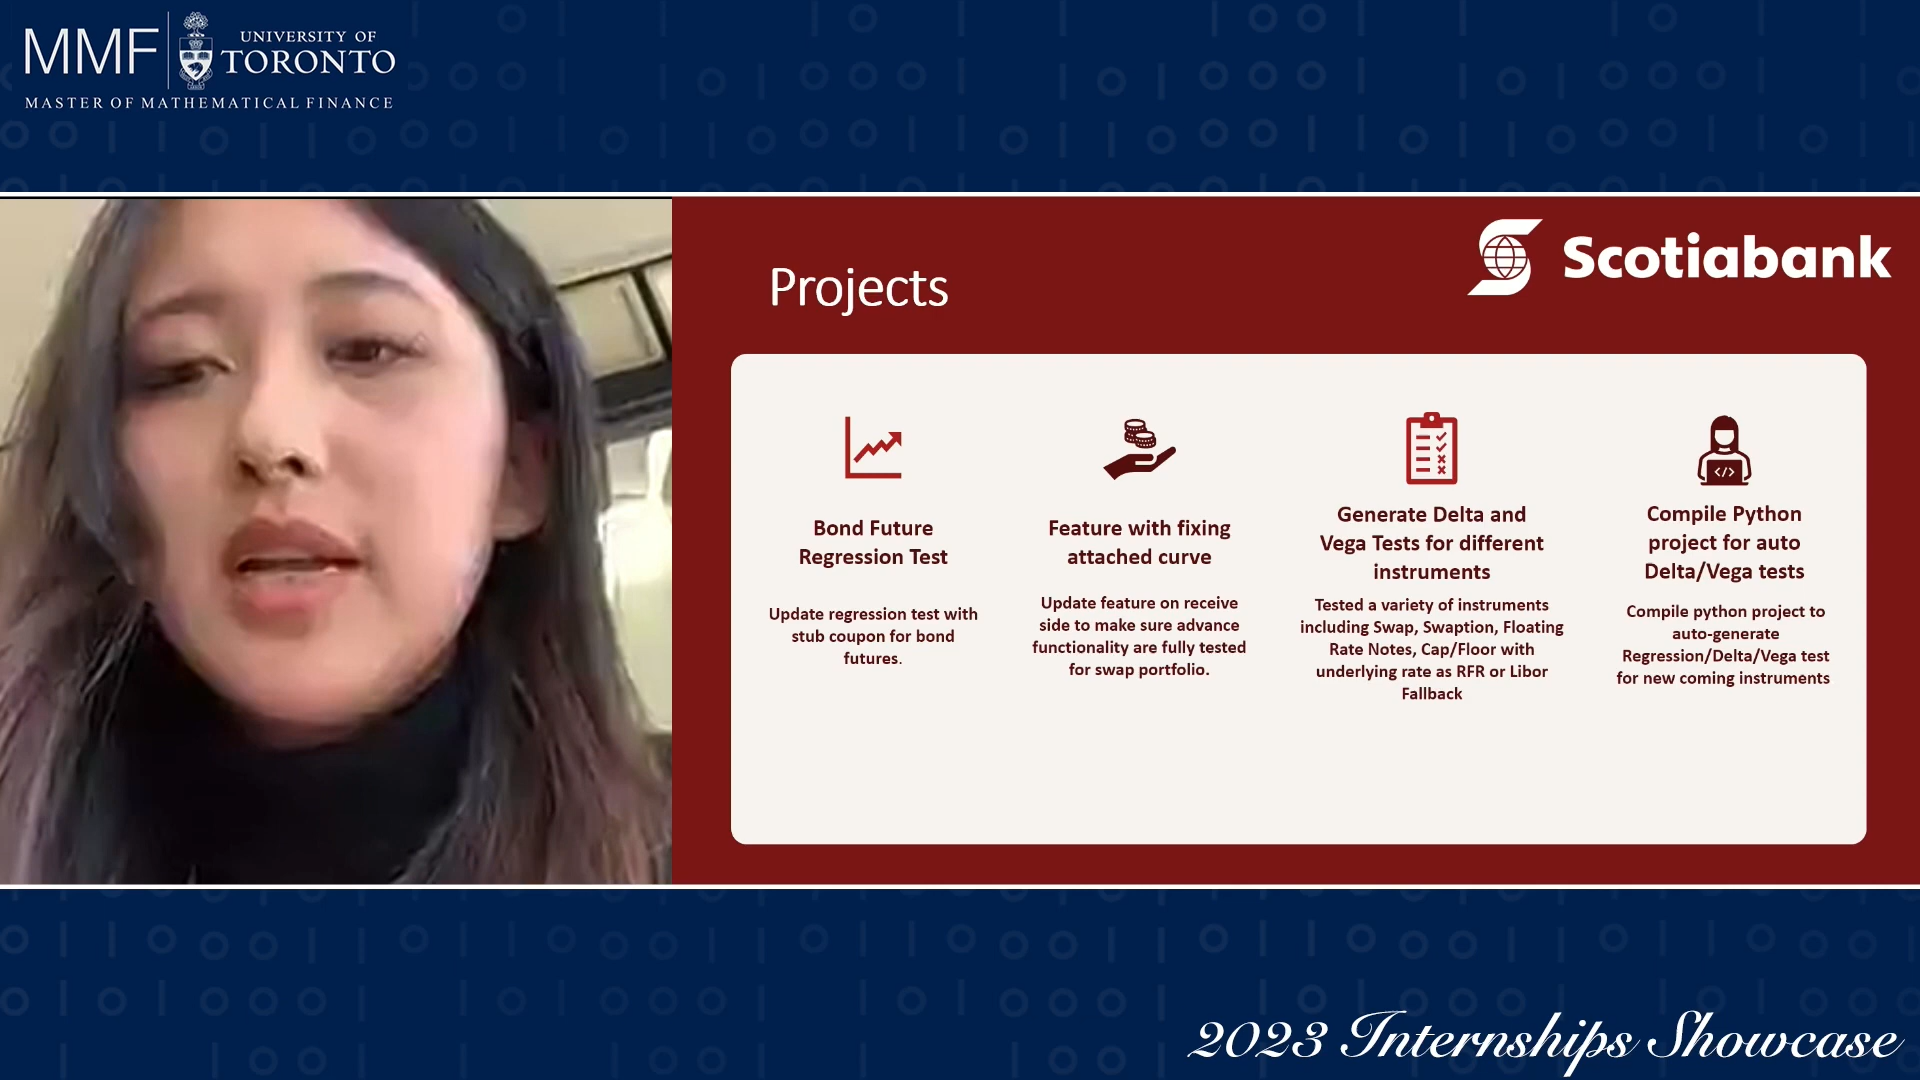 MMF
UNIVERSITY OF
TORONTO
MASTER OF MATHEMATICAL FINANCE
Scotiabank
Projects
Bond Future
Regression Test
Update regression test with
stub coupon for bond
futures.
Feature with fixing
attached curve
Update feature on receive
side to make sure advance
functionality are fully tested
for swap portfolio.
Generate Delta and
Vega Tests for different
instruments
Tested a variety of instruments
including Swap, Swaption, Floating
Rate Notes, Cap/Floor with
underlying rate as RFR or Libor
Fallback
Compile Python
project for auto
Delta/Vega tests
Compile python project to
auto-generate
Regression/Delta/Vega test
for new coming instruments
2023 Internships Showcase